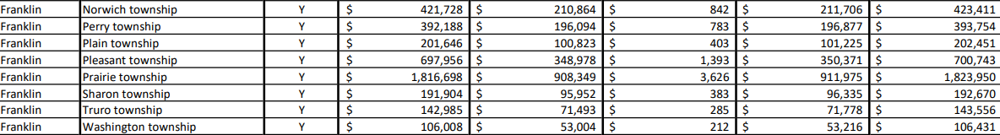 Franklin Norwich township Y $ 421,728 $ 210,864 $ 842 $ 211,706 $ 423,411
Franklin Perry township Y $ 392,188 $ 196,094 $ 783 $ 196,877 $ 393,754
Franklin Plain township Y $ 201,646 $ 100,823 $ 403 $ 101,225 $ 202,451
Franklin Pleasant township Y $ 697,956 $ 348,978 $ 1,393 $ 350,371 $ 700,743
Franklin Prairie township Y $ 1,816,698 $ 908,349 $ 3,626 $ 911,975 $ 1,823,950
Franklin Sharon township Y $ 191,904 $ 95,952 $ 383 $ 96,335 $ 192,670
Franklin Truro township Y $ 142,985 $ 71,493 $ 285 $ 71,778 $ 143,556
Franklin Washington township Y $ 106,008 $ 53,004 $ 212 $ 53,216 $ 106,431